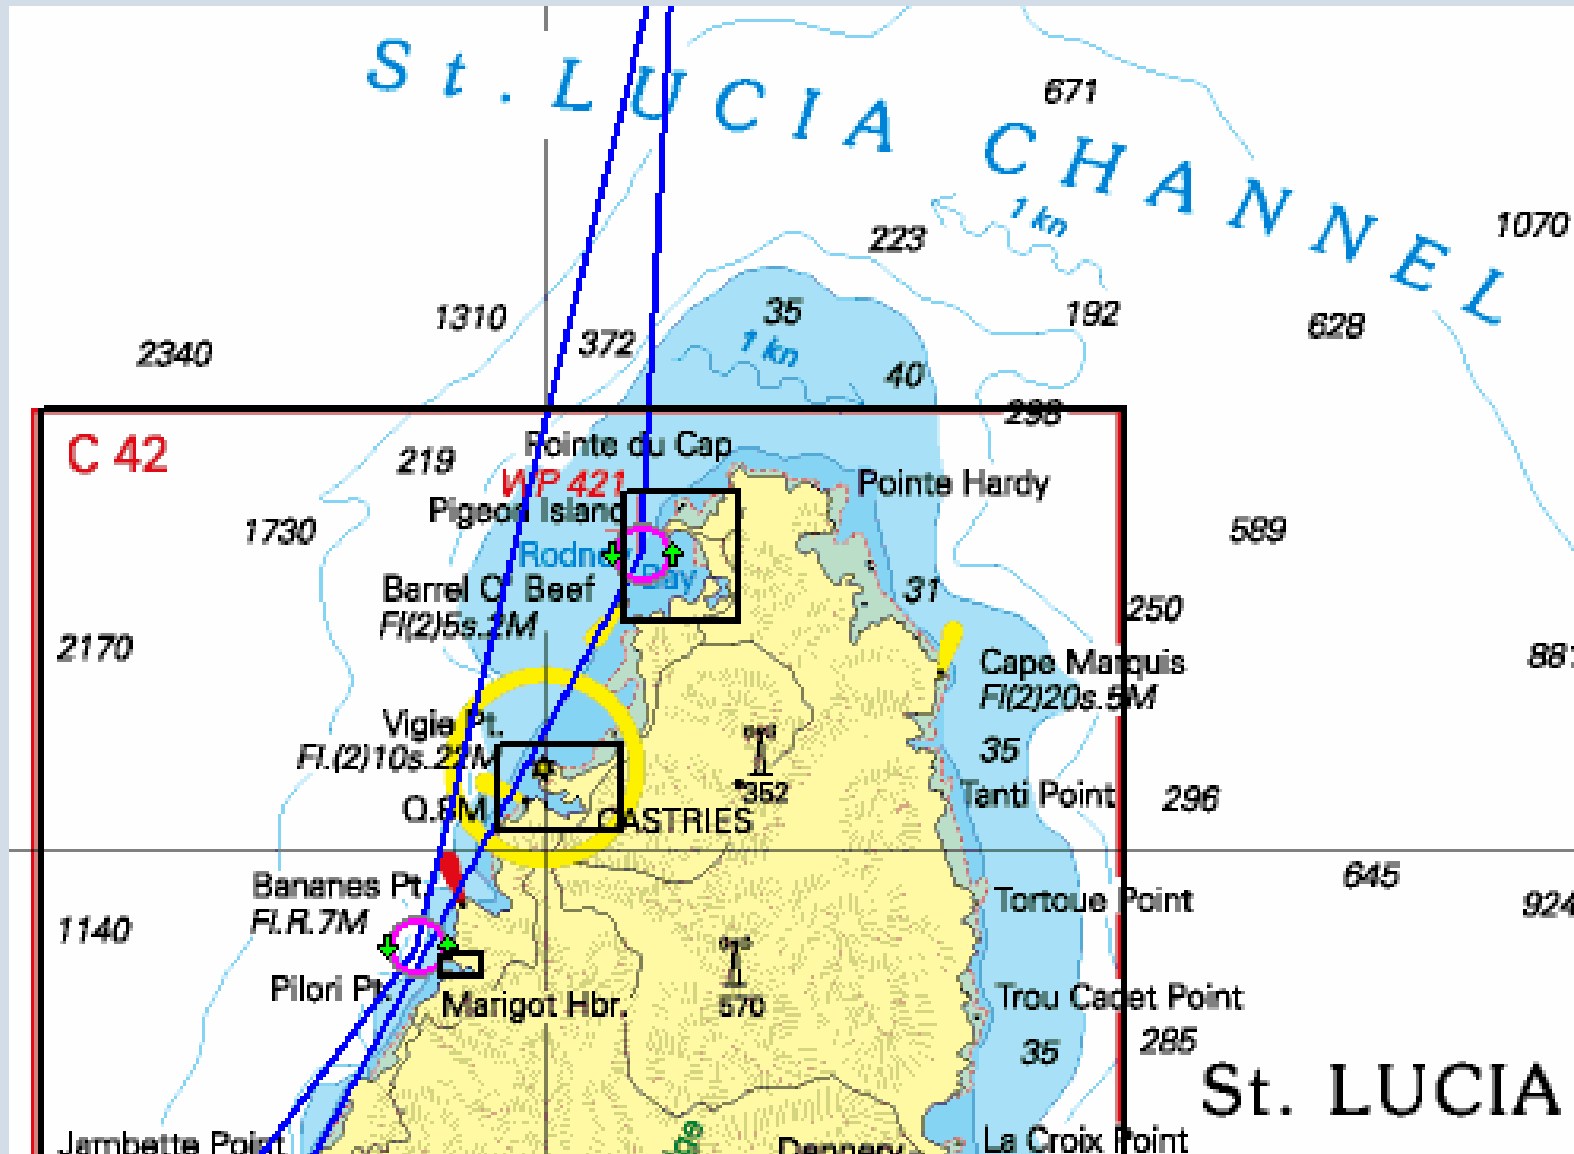 St. LUCIA CHANNEL
671
1 kn
1070
223
35
192
1310
628
372
2340
1 kn
40
298
C 42
219
Pointe du Cap
WP 421
Pointe Hardy
Pigeon Island
1730
589
Rodney
Bay
Barrel O' Beef
31
Fl(2)5s.2M
250
2170
881
Cape Marquis
Fl(2)20s.5M
Vigie Pt.
Fl.(2)10s.22M
35
352
Tanti Point
296
Q.8M
CASTRIES
Bananes Pt.
645
Tortoue Point
924
Fl.R.7M
1140
Pilori Pt.
Marigot Hbr.
570
Trou Cadet Point
285
35
St. LUCIA
Jambette Point
Dennery
La Croix Point